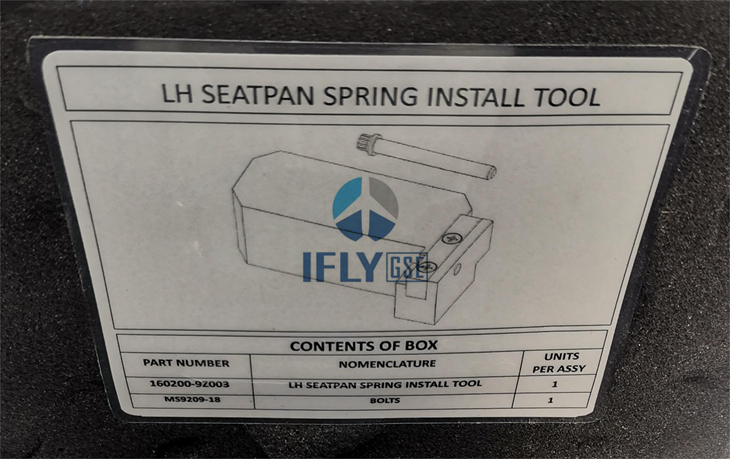 LH SEATPAN SPRING INSTALL TOOL
IFLY GSE
CONTENTS OF BOX
PART NUMBER NOMENCLATURE UNITS PER ASSY
160200-9Z003 LH SEATPAN SPRING INSTALL TOOL 1
MS9209-18 BOLTS 1